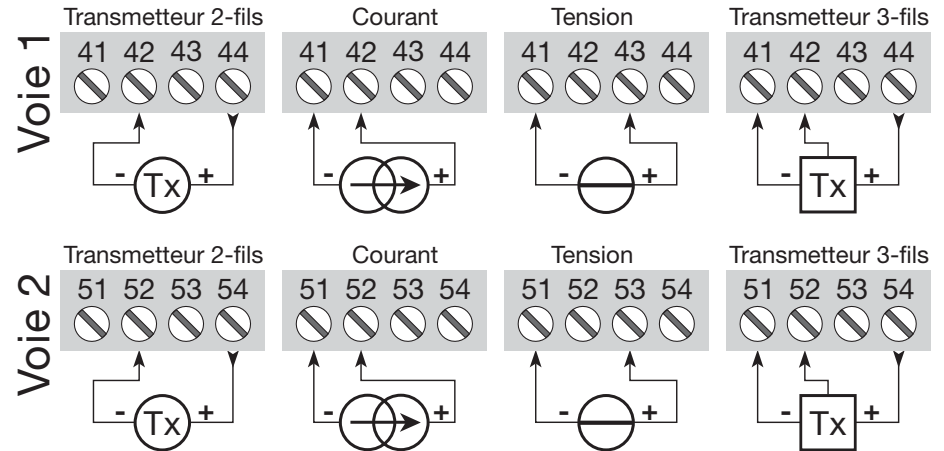 Voie 1
Transmetteur 2-fils Courant Tension Transmetteur 3-fils
41 42 43 44 41 42 43 44 41 42 43 44 41 42 43 44
- Tx + - + - + - Tx +
Voie 2
Transmetteur 2-fils Courant Tension Transmetteur 3-fils
51 52 53 54 51 52 53 54 51 52 53 54 51 52 53 54
- Tx + - + - + - Tx +